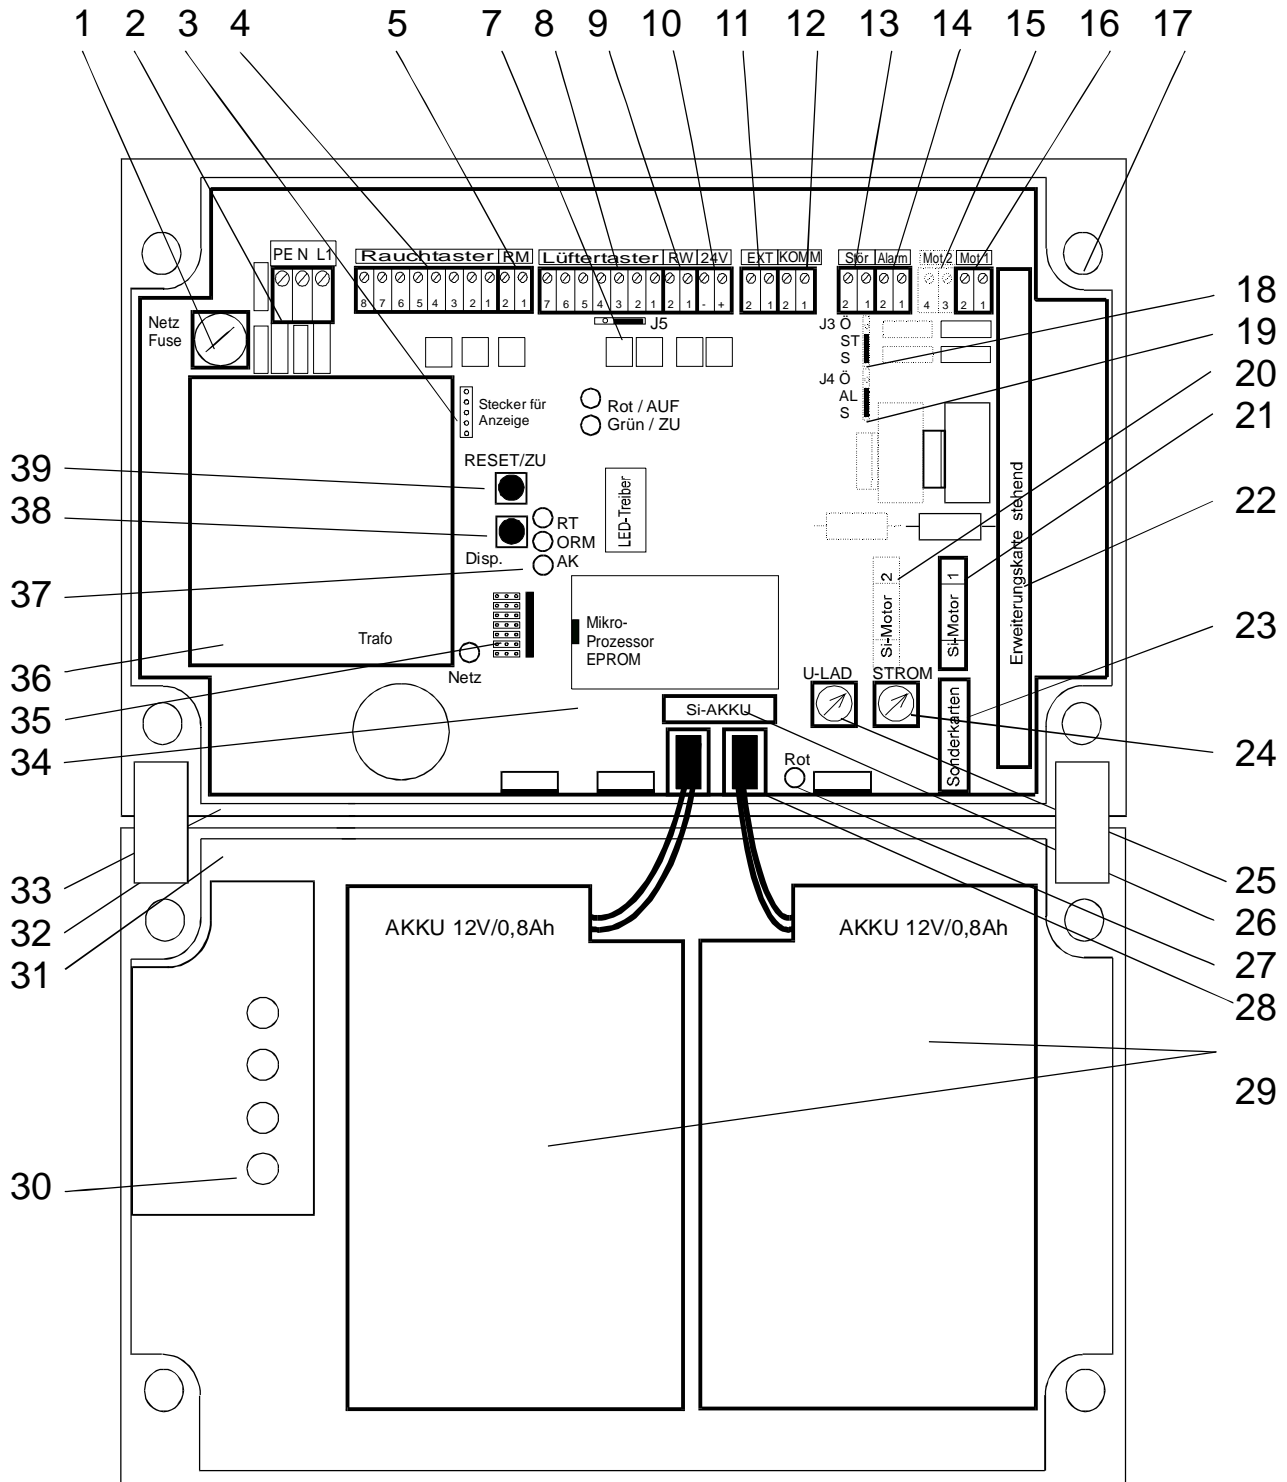 1 2 3 4 5 7 8 9 10 11 12 13 14 15 16 17
PE N L1
Rauchtaster RM
Lüftertaster RW 24V
EXT KOMM
Stör Alarm
Mot2 Mot1
8 7 6 5 4 3 2 1 2 1
7 6 5 4 3 2 1 2 1 - +
2 1 2 1
2 1 2 1
4 3 2 1
18
19
20
21
22
23
24
25
26
27
28
29
30
31
32
33
34
35
36
37
38
39
Netz
Fuse
J5
J3 Ö
ST
S
J4 Ö
AL
S
Stecker für
Anzeige
Rot / AUF
Grün / ZU
RESET/ZU
LED-Treiber
RT
ORM
AK
Disp.
Erweiterungskarte stehend
Si-Motor 2
Si-Motor 1
Mikro-
Prozessor
EPROM
Trafo
Netz
U-LAD STROM
Si-AKKU
Sonderkarten
Rot
AKKU 12V/0,8Ah
AKKU 12V/0,8Ah